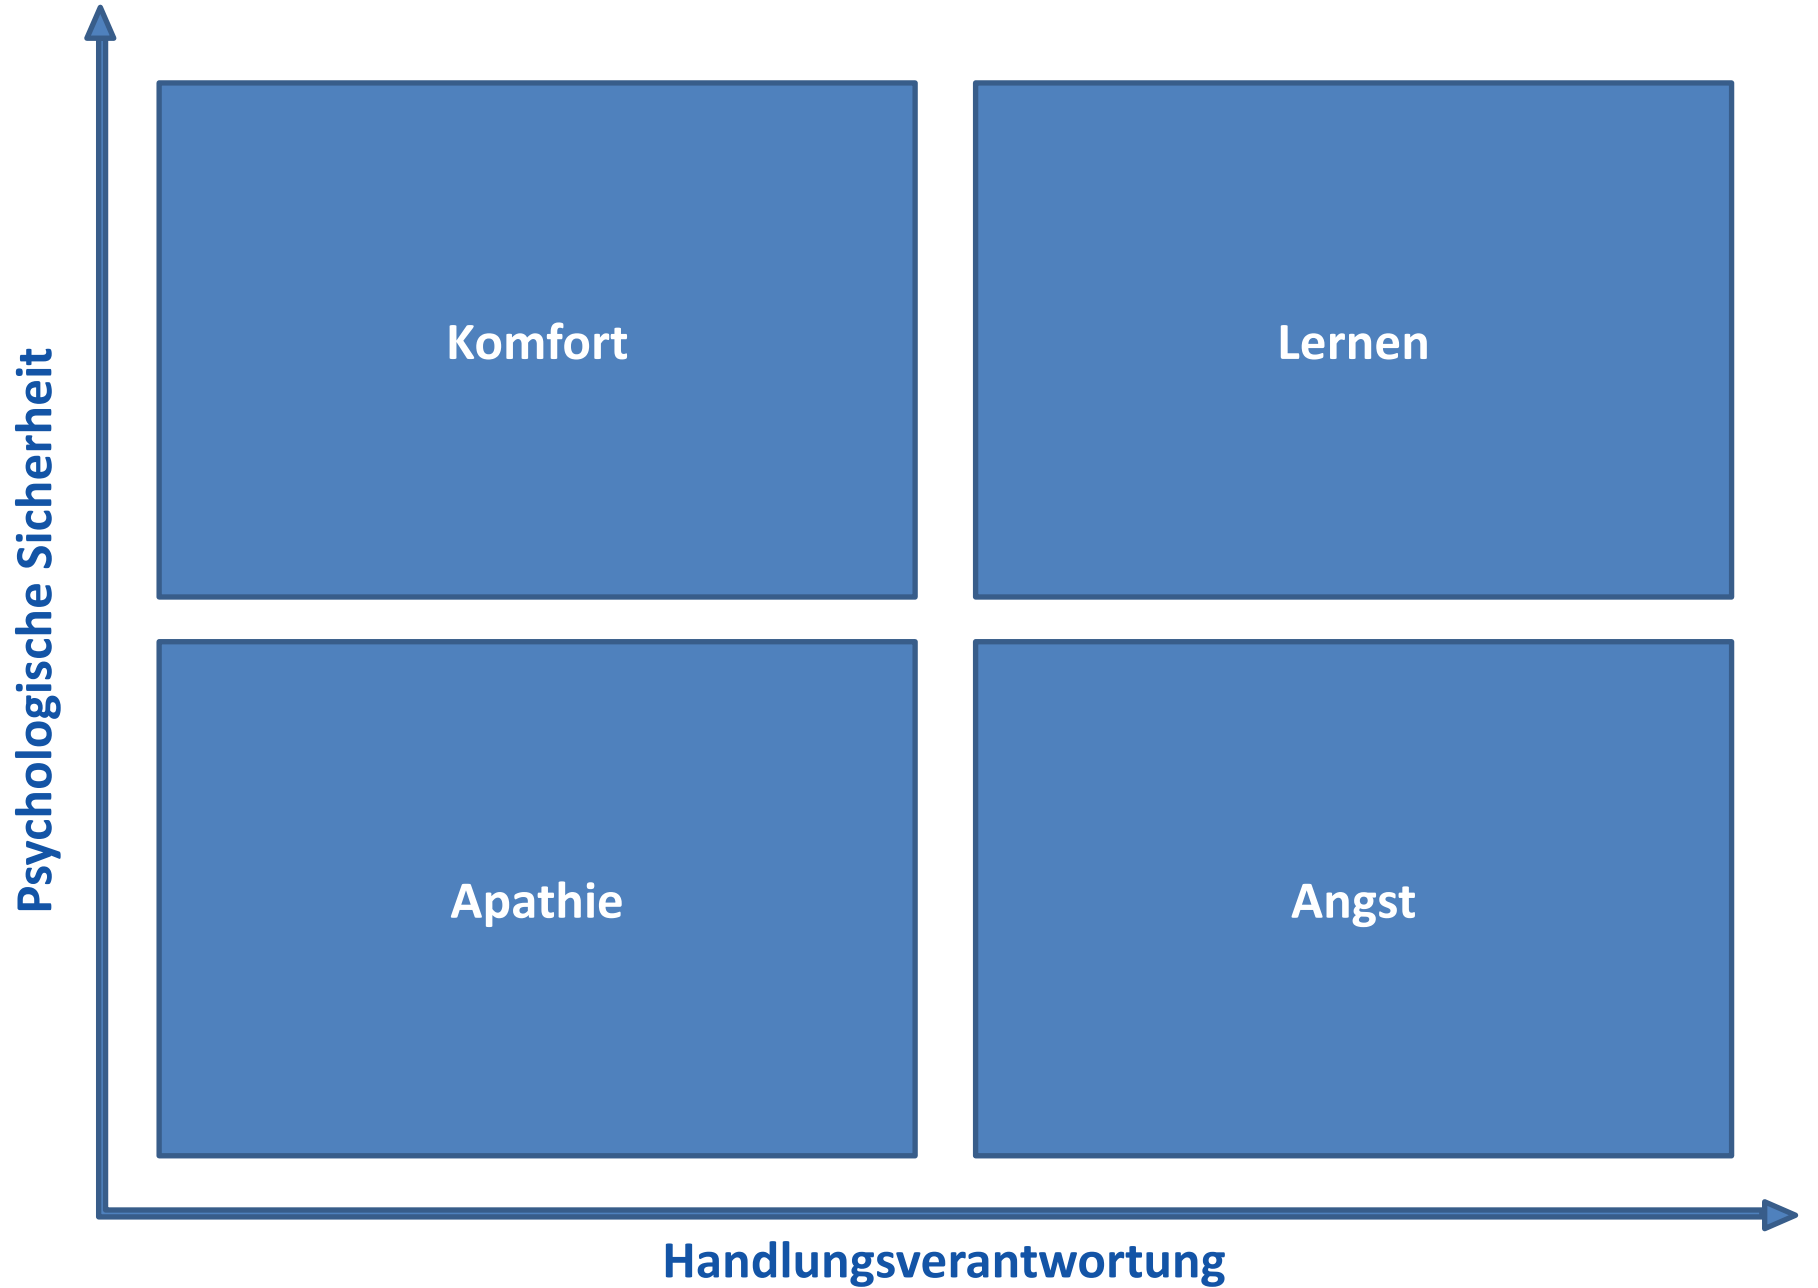 Psychologische Sicherheit
Komfort
Lernen
Apathie
Angst
Handlungsverantwortung